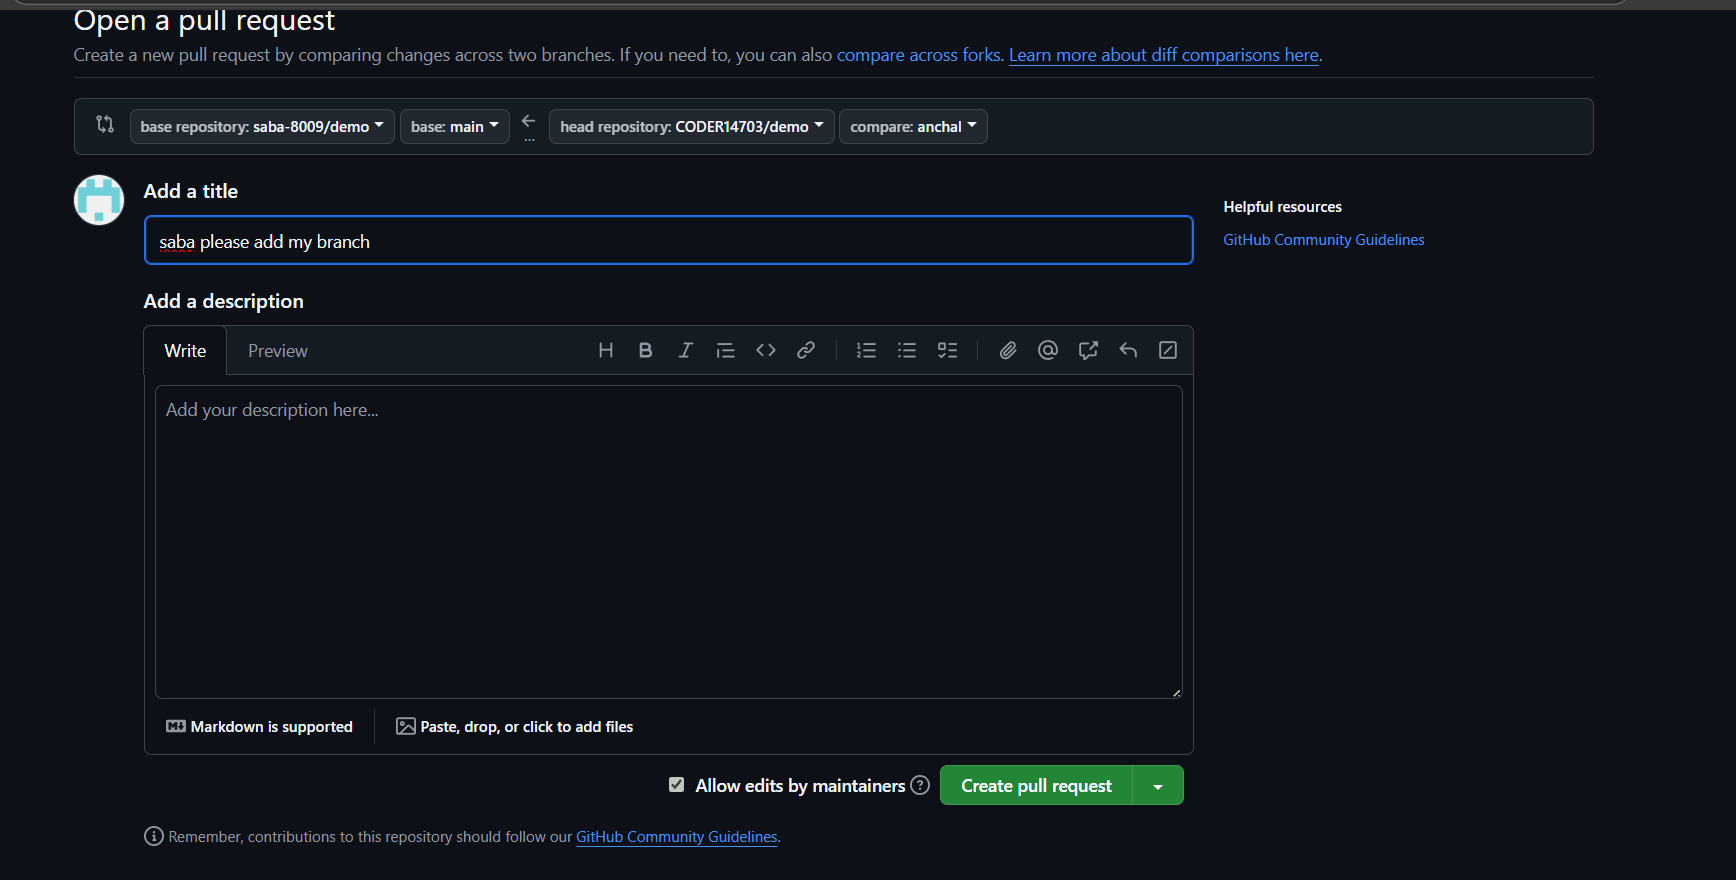 Open a pull request
Create a new pull request by comparing changes across two branches. If you need to, you can also compare across forks. Learn more about diff comparisons here.
base repository: saba-8009/demo base: main ← ... head repository: CODER14703/demo compare: anchal
Add a title
saba please add my branch
Helpful resources
GitHub Community Guidelines
Add a description
Write Preview
Add your description here...
Markdown is supported Paste, drop, or click to add files
Allow edits by maintainers Create pull request
Remember, contributions to this repository should follow our GitHub Community Guidelines.